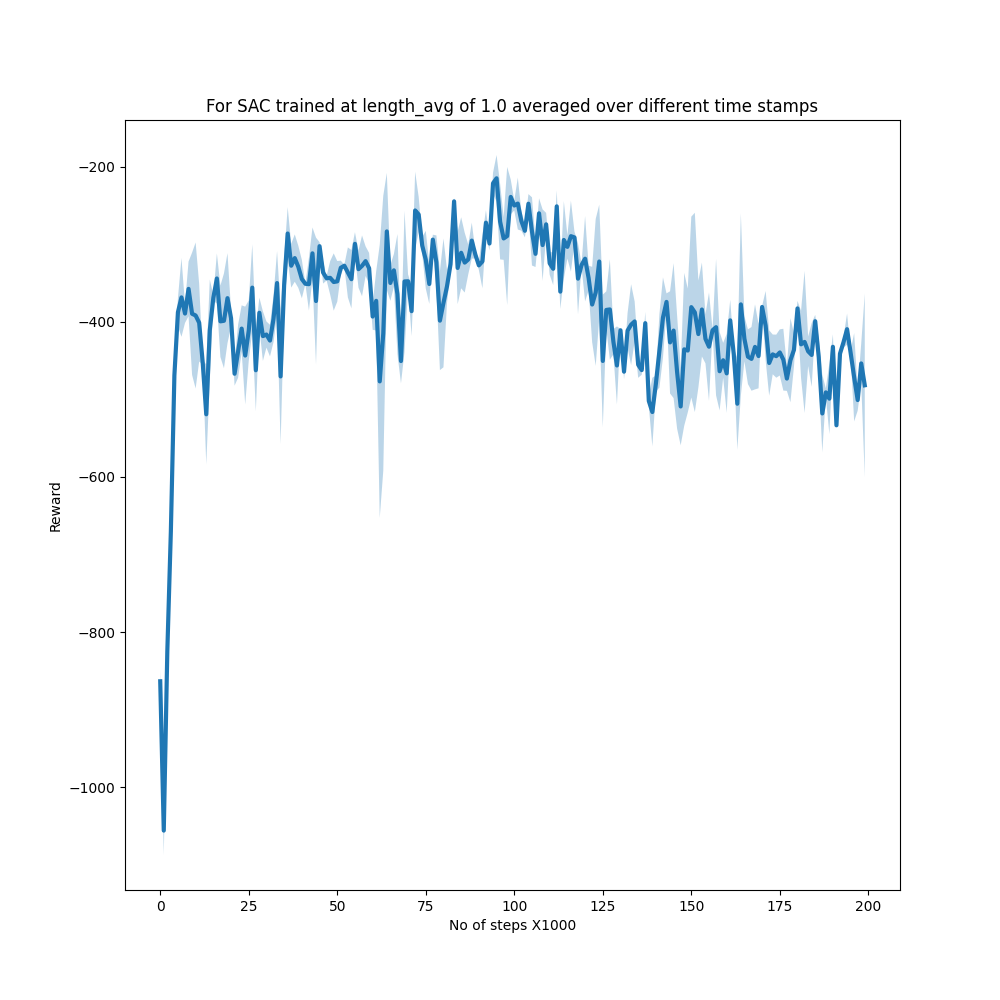 For SAC trained at length_avg of 1.0 averaged over different time stamps
−200
−400
−600
−800
−1000
Reward
0 25 50 75 100 125 150 175 200
No of steps X1000